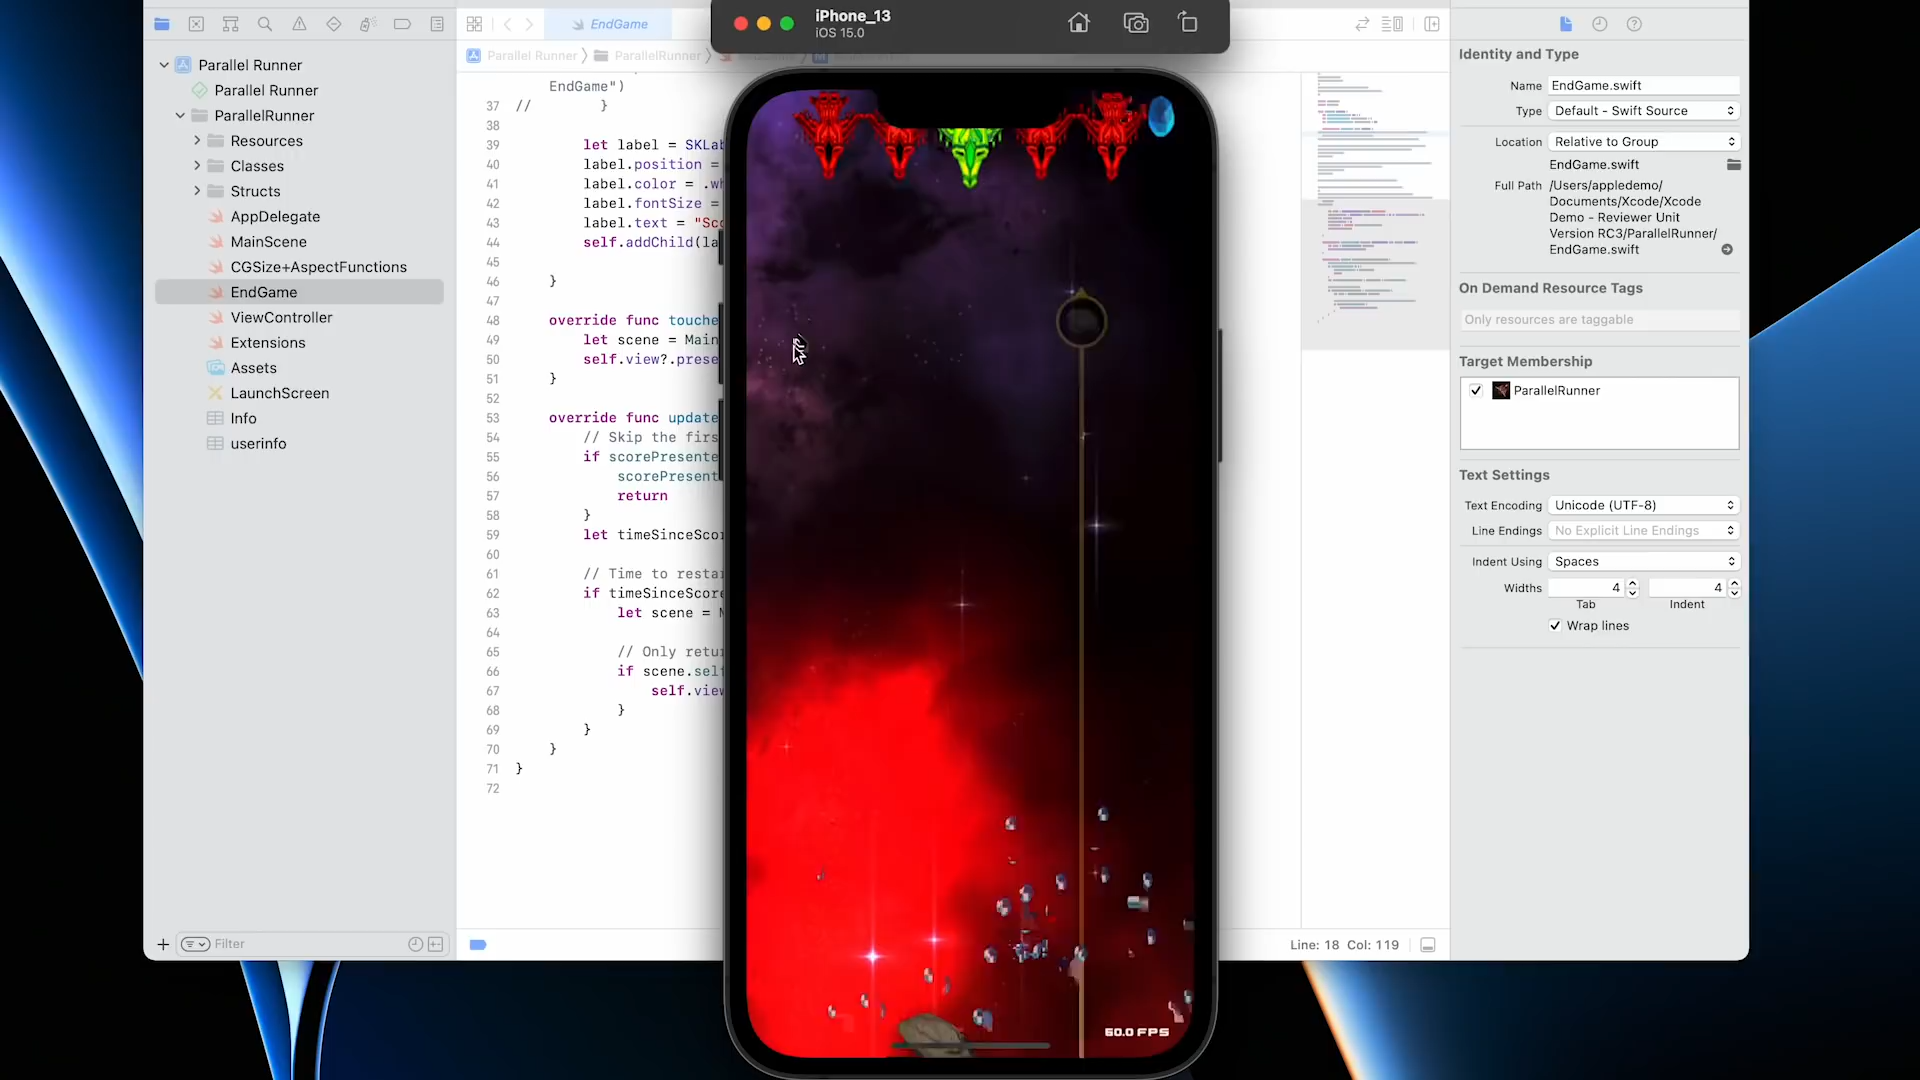 iPhone_13
iOS 15.0
EndGame
Parallel Runner
Parallel Runner
ParallelRunner
Resources
Classes
Structs
AppDelegate
MainScene
CGSize+AspectFunctions
EndGame
ViewController
Extensions
Assets
LaunchScreen
Info
userinfo
Filter
Parallel Runner
ParallelRunner
EndGame")
37 // }
38
39 let label = SKLab
40 label.position =
41 label.color = .wh
42 label.fontSize =
43 label.text = "Sco
44 self.addChild(la
45
46 }
47
48 override func touche
49 let scene = Main
50 self.view?.prese
51 }
52
53 override func update
54 // Skip the firs
55 if scorePresente
56 scorePresent
57 return
58 }
59 let timeSinceScor
60
61 // Time to restar
62 if timeSinceScore
63 let scene = M
64
65 // Only retur
66 if scene.self
67 self.view
68 }
69 }
70 }
71 }
72
60.0 FPS
Line: 18 Col: 119
Identity and Type
Name EndGame.swift
Type Default - Swift Source
Location Relative to Group
EndGame.swift
Full Path /Users/appledemo/
Documents/Xcode/Xcode
Demo - Reviewer Unit
Version RC3/ParallelRunner/
EndGame.swift
On Demand Resource Tags
Only resources are taggable
Target Membership
ParallelRunner
Text Settings
Text Encoding Unicode (UTF-8)
Line Endings No Explicit Line Endings
Indent Using Spaces
Widths 4 4
Tab Indent
Wrap lines